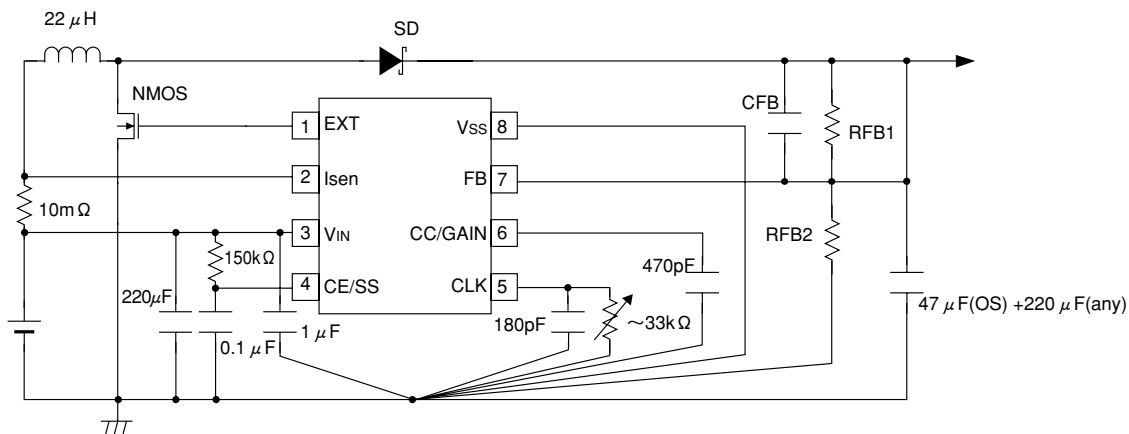 22 μH
SD
NMOS
CFB
RFB1
1 EXT
VSS 8
2 Isen
FB 7
10mΩ
3 VIN
CC/GAIN 6
RFB2
150kΩ
470pF
4 CE/SS
CLK 5
220μF
47 μF(OS) +220 μF(any)
1 μF
180pF
~33kΩ
0.1 μF